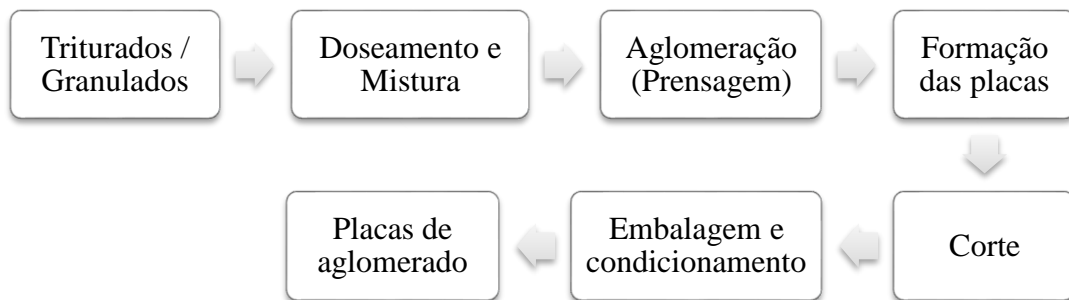 Triturados /
Granulados
Doseamento e
Mistura
Aglomeração
(Prensagem)
Formação
das placas
Corte
Embalagem e
condicionamento
Placas de
aglomerado